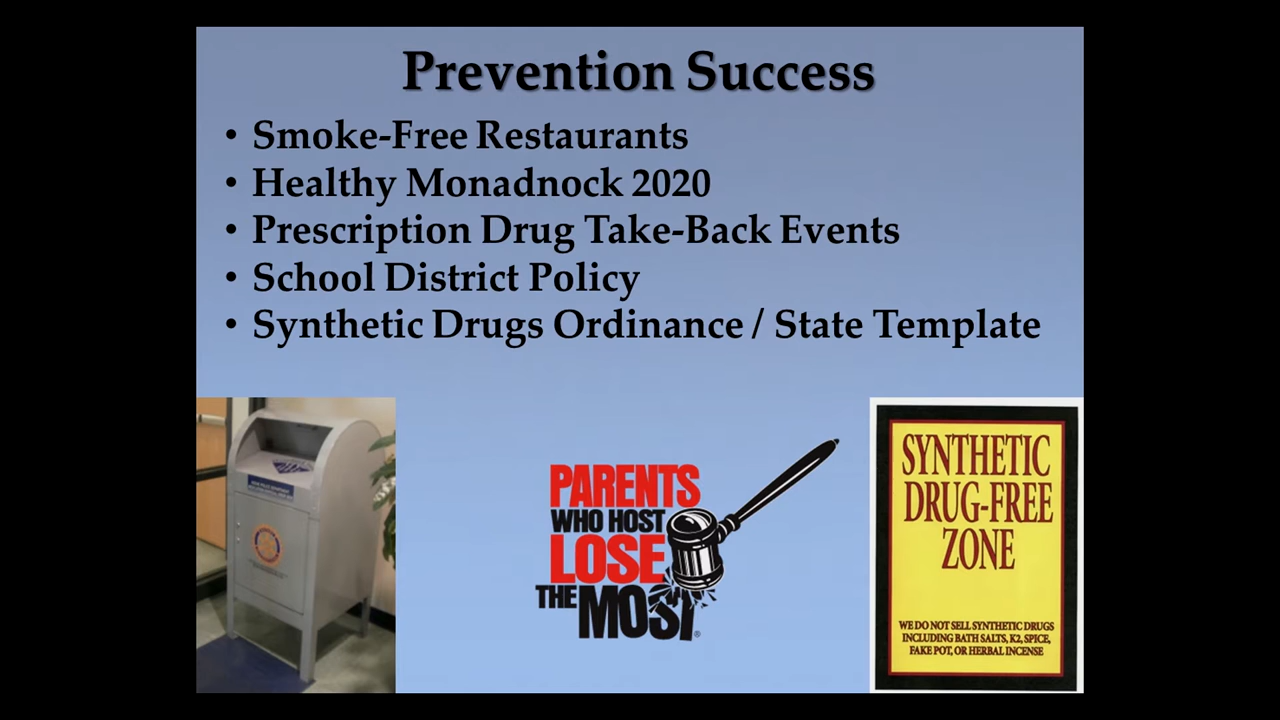 Prevention Success
• Smoke-Free Restaurants
• Healthy Monadnock 2020
• Prescription Drug Take-Back Events
• School District Policy
• Synthetic Drugs Ordinance / State Template
PARENTS
WHO HOST
LOSE
THE MOST
®
SYNTHETIC
DRUG-FREE
ZONE
WE DO NOT SELL SYNTHETIC DRUGS
INCLUDING BATH SALTS, K2, SPICE,
FAKE POT, OR HERBAL INCENSE